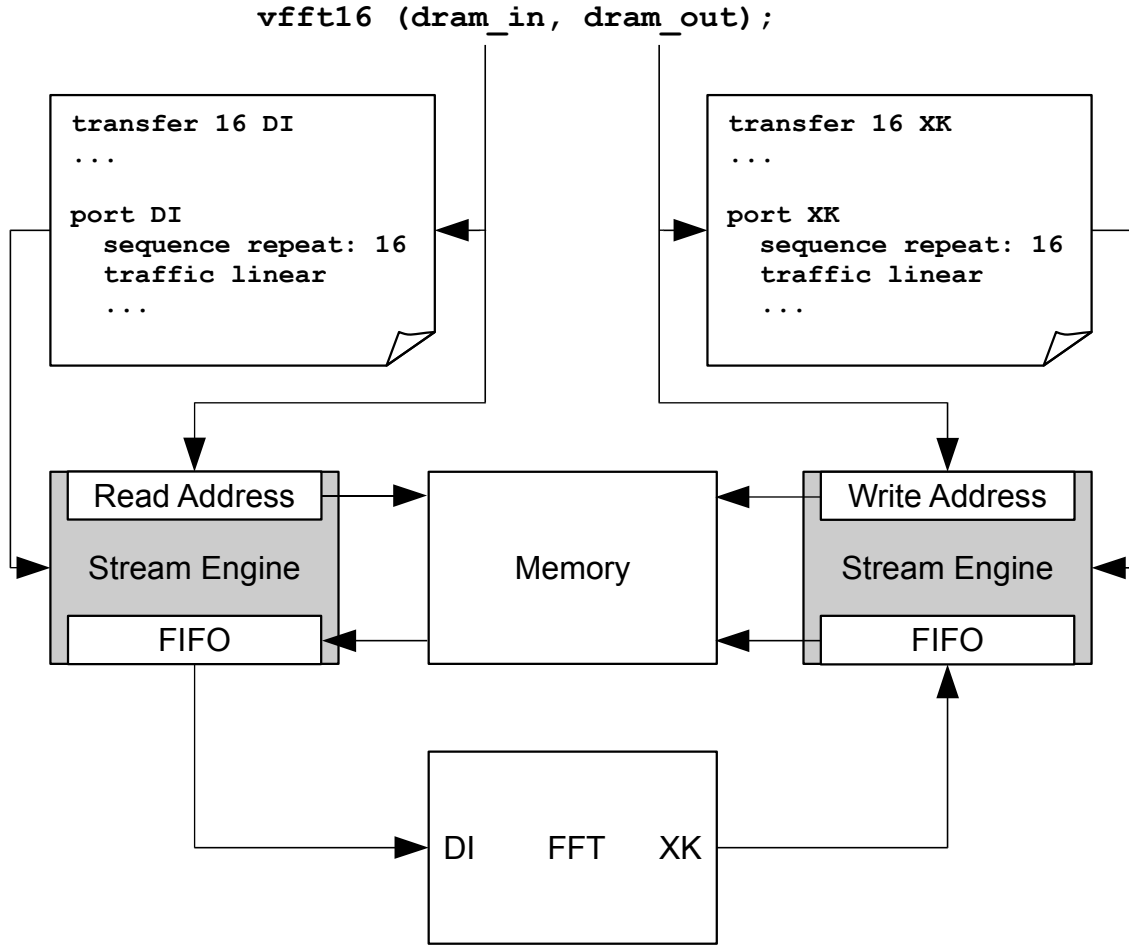 vfft16 (dram_in, dram_out);
transfer 16 DI
...
port DI
sequence repeat: 16
traffic linear
...
transfer 16 XK
...
port XK
sequence repeat: 16
traffic linear
...
Read Address
Stream Engine
FIFO
Memory
Write Address
Stream Engine
FIFO
DI FFT XK